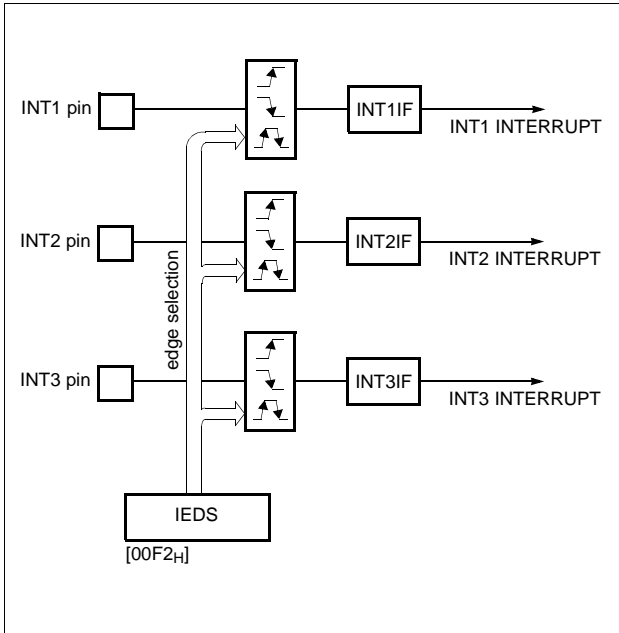 INT1 pin
INT1IF
INT1 INTERRUPT
INT2 pin
INT2IF
INT2 INTERRUPT
edge selection
INT3 pin
INT3IF
INT3 INTERRUPT
IEDS
[00F2H]